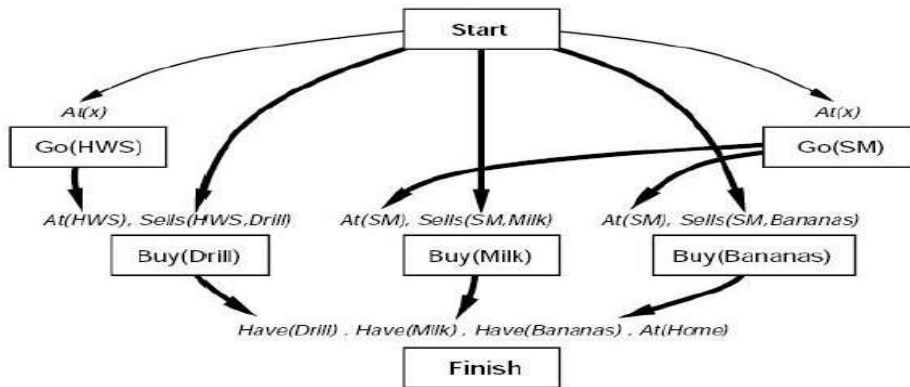 Start
At(x) At(x)
Go(HWS) Go(SM)
At(HWS), Sells(HWS,Drill) At(SM), Sells(SM,Milk) At(SM), Sells(SM,Bananas)
Buy(Drill) Buy(Milk) Buy(Bananas)
Have(Drill) , Have(Milk) , Have(Bananas) , At(Home)
Finish